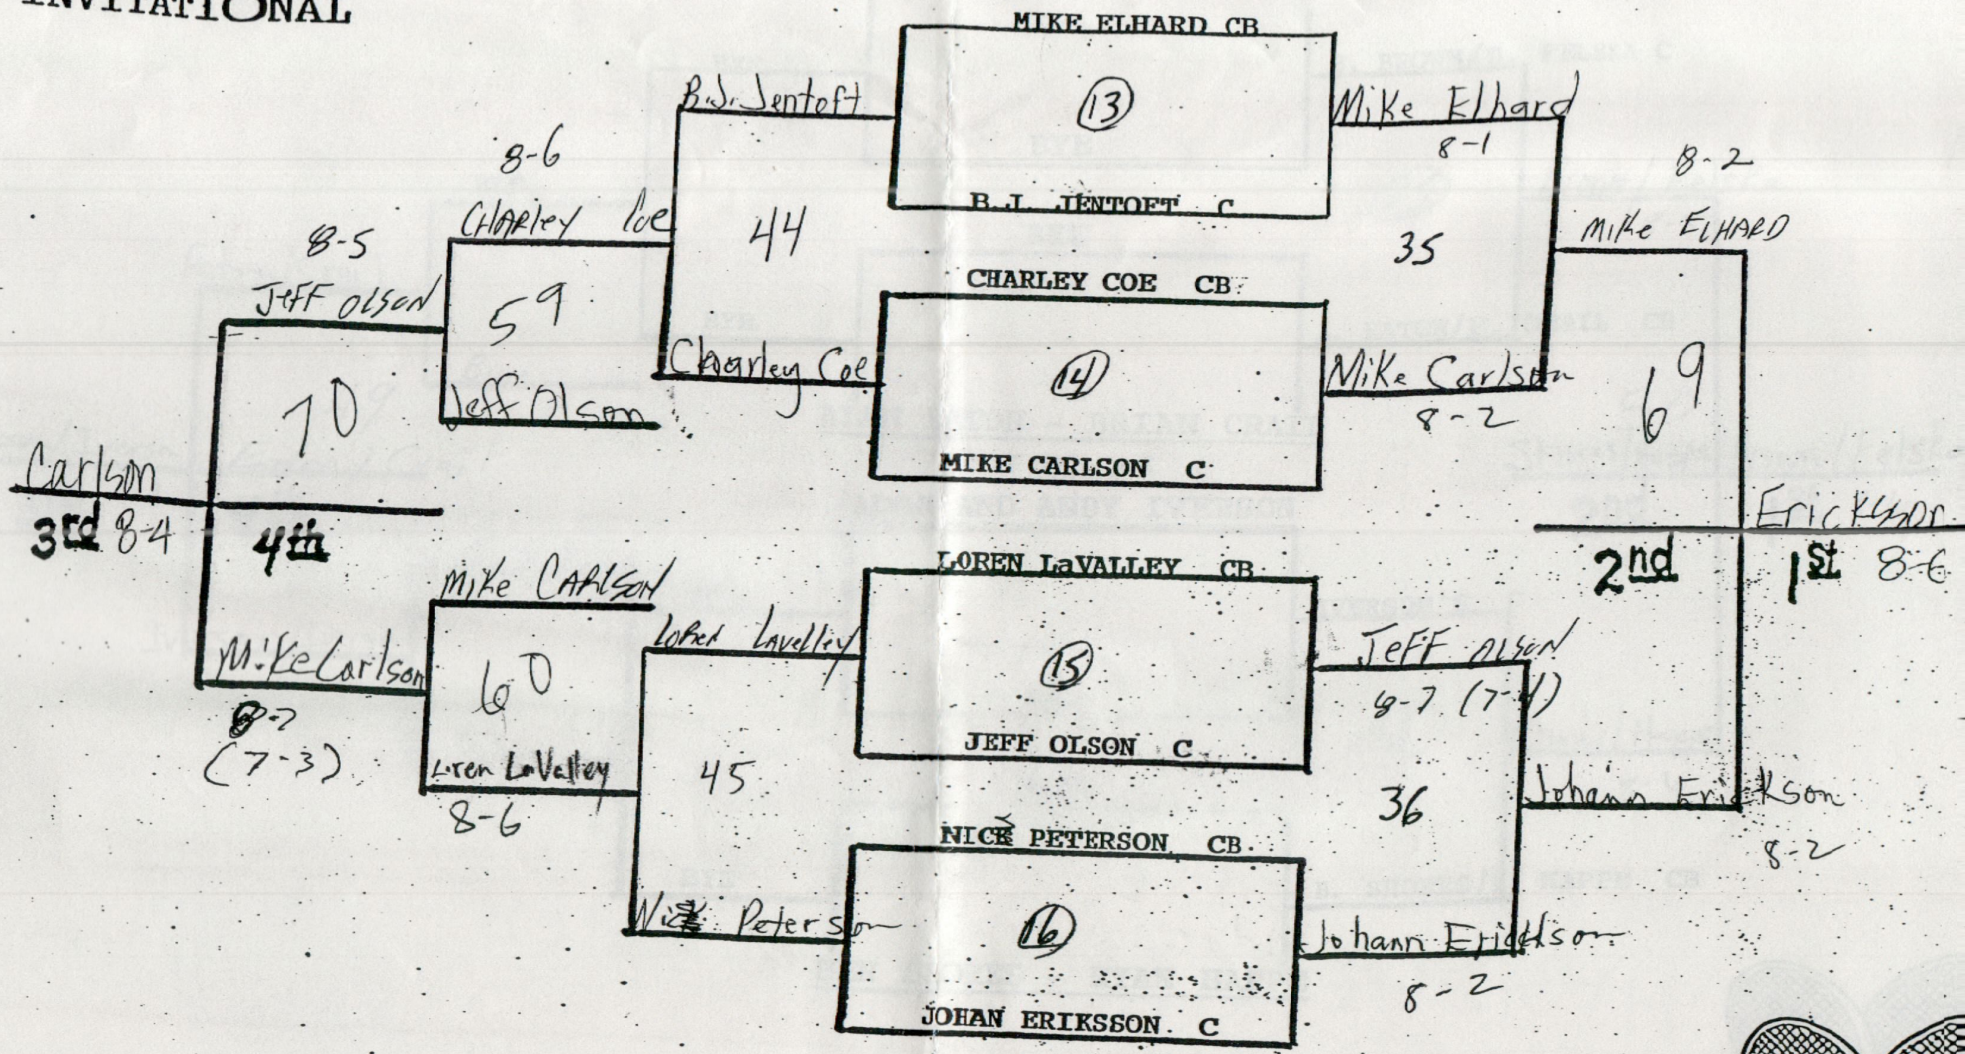 INVITATIONAL
MIKE ELHARD CB
B.J. Jentoft
13
Mike Elhard
8-1
8-6
8-2
B.J. JENTOFT C
CHARLEY Coe
44
35
MIKE ELHARD
8-5
JEFF OLSON
CHARLEY COE CB
59
Charley Coe
14
Mike Carlson
8-2
69
70
Jeff Olson
MIKE CARLSON C
Carlson
3rd 8-4
4th
Ericksson
2nd
1st 8-6
LOREN LaVALLEY CB
MIKE CARLSON
LOREN LAVELLEY
15
JEFF OLSON
8-7 (7-4)
Mike Carlson
8-7
(7-3)
60
Loren LaValley
8-6
45
JEFF OLSON C
36
Johann Erickson
8-2
NICK PETERSON CB
Nick Peterson
16
Johann Erickson
8-2
JOHAN ERIKSSON C